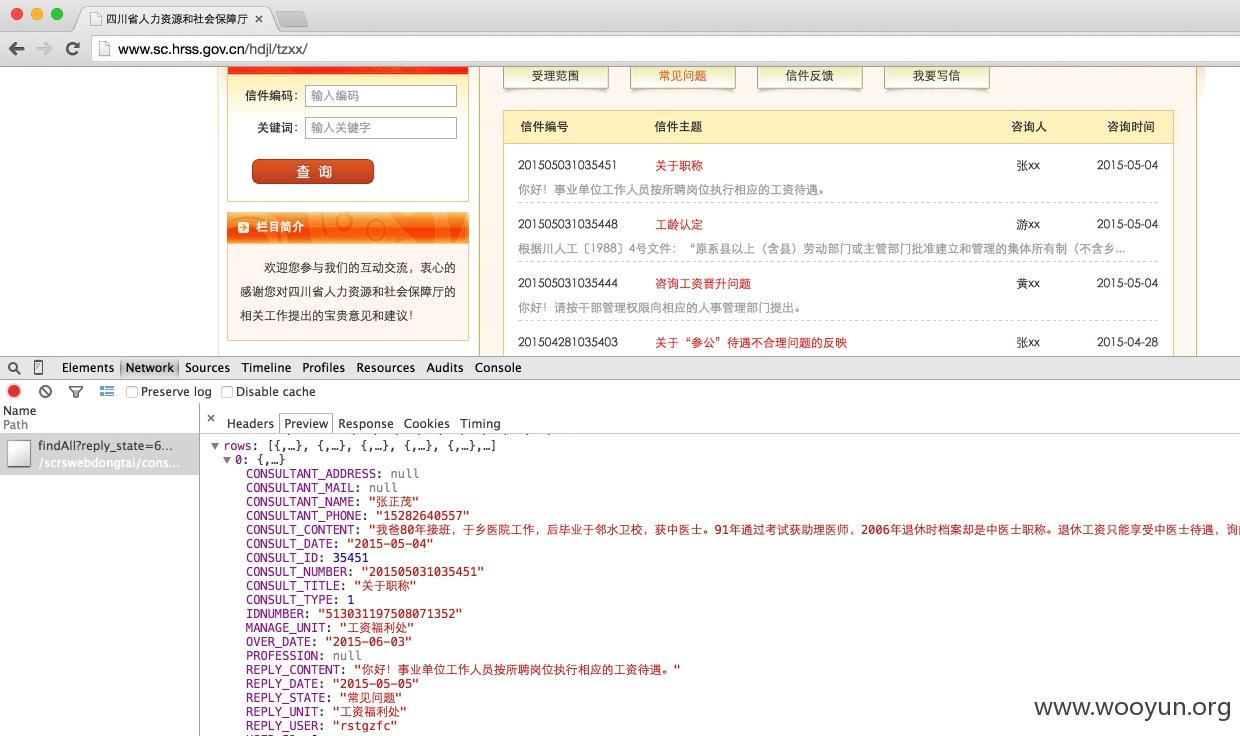 四川省人力资源和社会保障厅
www.sc.hrss.gov.cn/hdjl/tzxx/
受理范围 常见问题 信件反馈 我要写信
信件编码： 输入编码
关键词： 输入关键字
查 询
栏目简介
欢迎您参与我们的互动交流，衷心的
感谢您对四川省人力资源和社会保障厅的
相关工作提出的宝贵意见和建议！
信件编号 信件主题 咨询人 咨询时间
201505031035451 关于职称 张xx 2015-05-04
你好！事业单位工作人员按所聘岗位执行相应的工资待遇。
201505031035448 工龄认定 游xx 2015-05-04
根据川人工〔1988〕4号文件：“原系县以上（含县）劳动部门或主管部门批准建立和管理的集体所有制（不含乡...
201505031035444 咨询工资晋升问题 黄xx 2015-05-04
你好！请按干部管理权限向相应的人事管理部门提出。
201504281035403 关于“参公”待遇不合理问题的反映 张xx 2015-04-28
Elements Network Sources Timeline Profiles Resources Audits Console
Preserve log Disable cache
Name
Path
findAll?reply_state=6...
/scrswebdongtai/cons...
× Headers Preview Response Cookies Timing
rows: [{,…}, {,…}, {,…}, {,…}, {,…},…]
0: {,…}
CONSULTANT_ADDRESS: null
CONSULTANT_MAIL: null
CONSULTANT_NAME: "张正茂"
CONSULTANT_PHONE: "15282640557"
CONSULT_CONTENT: "我爸80年接班，于乡医院工作，后毕业于邻水卫校，获中医士。91年通过考试获助理医师，2006年退休时档案却是中医士职称。退休工资只能享受中医士待遇，询
CONSULT_DATE: "2015-05-04"
CONSULT_ID: 35451
CONSULT_NUMBER: "201505031035451"
CONSULT_TITLE: "关于职称"
CONSULT_TYPE: 1
IDNUMBER: "513031197508071352"
MANAGE_UNIT: "工资福利处"
OVER_DATE: "2015-06-03"
PROFESSION: null
REPLY_CONTENT: "你好！事业单位工作人员按所聘岗位执行相应的工资待遇。"
REPLY_DATE: "2015-05-05"
REPLY_STATE: "常见问题"
REPLY_UNIT: "工资福利处"
REPLY_USER: "rstgzfc"
www.wooyun.org